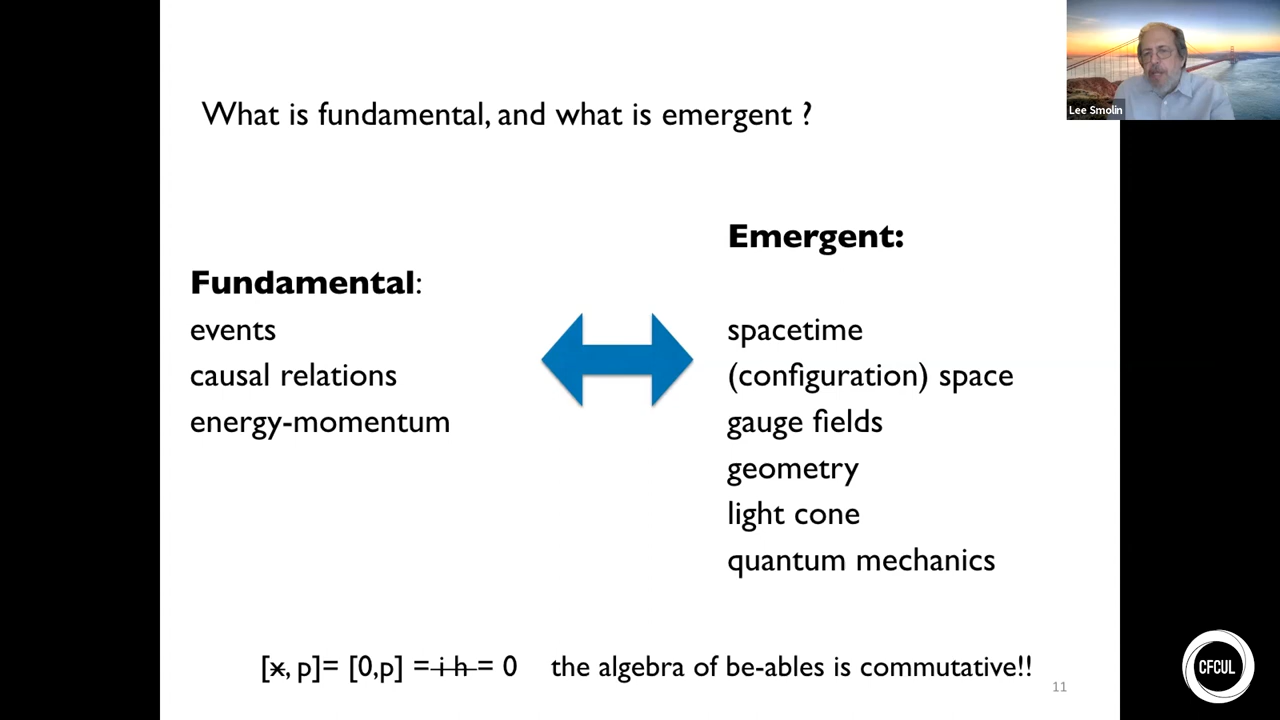 Lee Smolin
What is fundamental, and what is emergent ?
Fundamental:
events
causal relations
energy-momentum
Emergent:
spacetime
(configuration) space
gauge fields
geometry
light cone
quantum mechanics
[x, p]= [0,p] = i h = 0 the algebra of be-ables is commutative!!
11
CFCUL